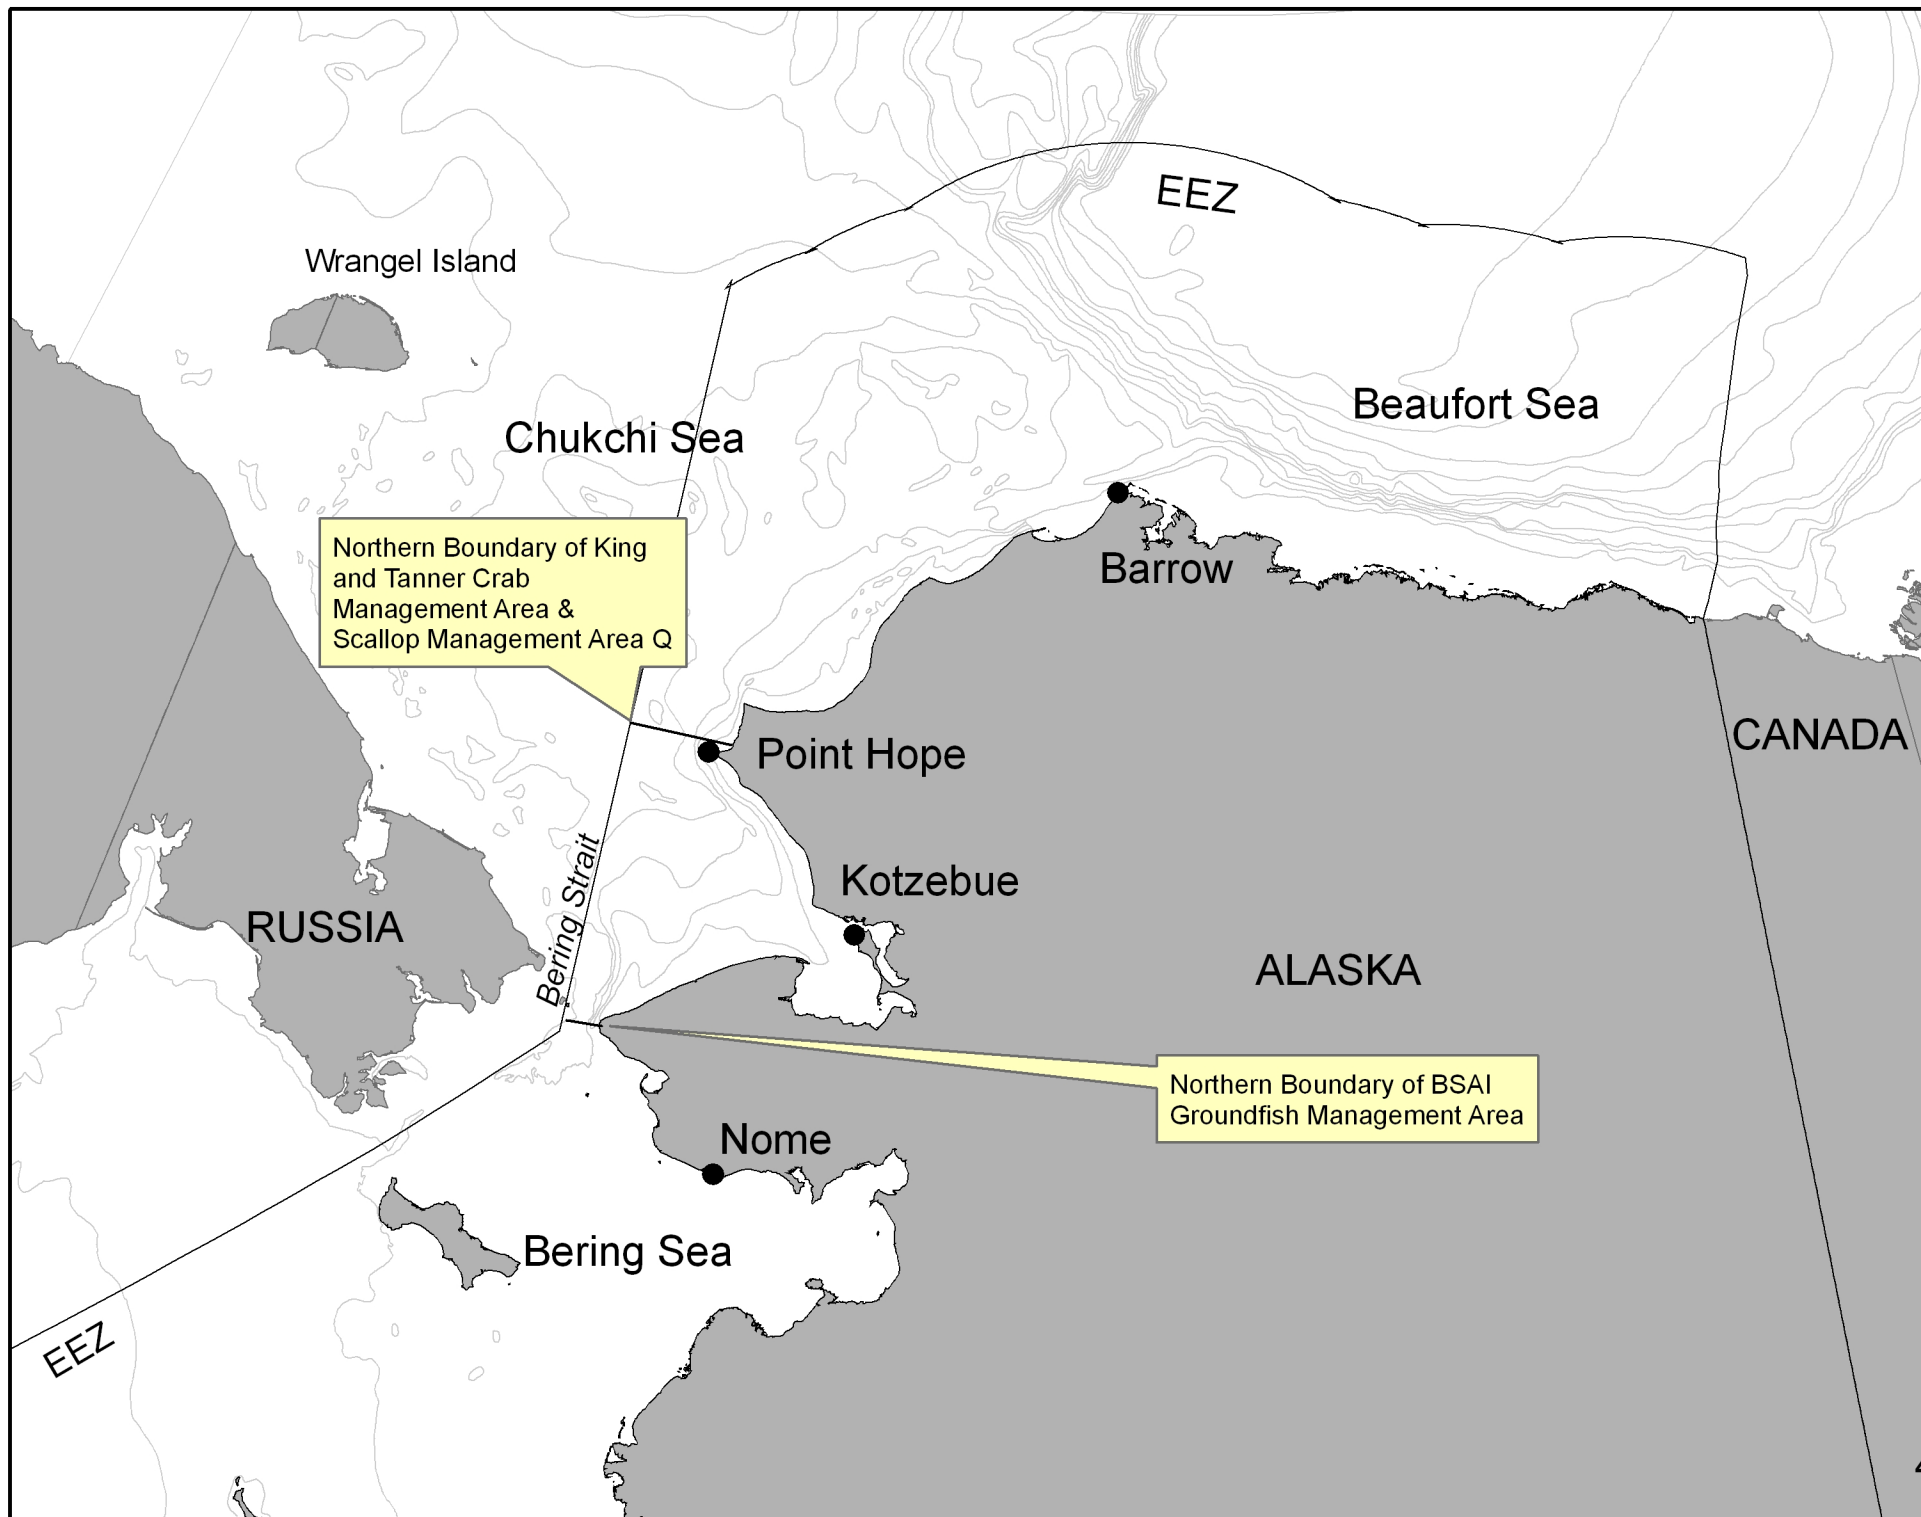 EEZ
Wrangel Island
Beaufort Sea
Chukchi Sea
Northern Boundary of King
and Tanner Crab
Management Area &
Scallop Management Area Q
Barrow
CANADA
Point Hope
Kotzebue
Bering Strait
RUSSIA
ALASKA
Northern Boundary of BSAI
Groundfish Management Area
Nome
Bering Sea
EEZ